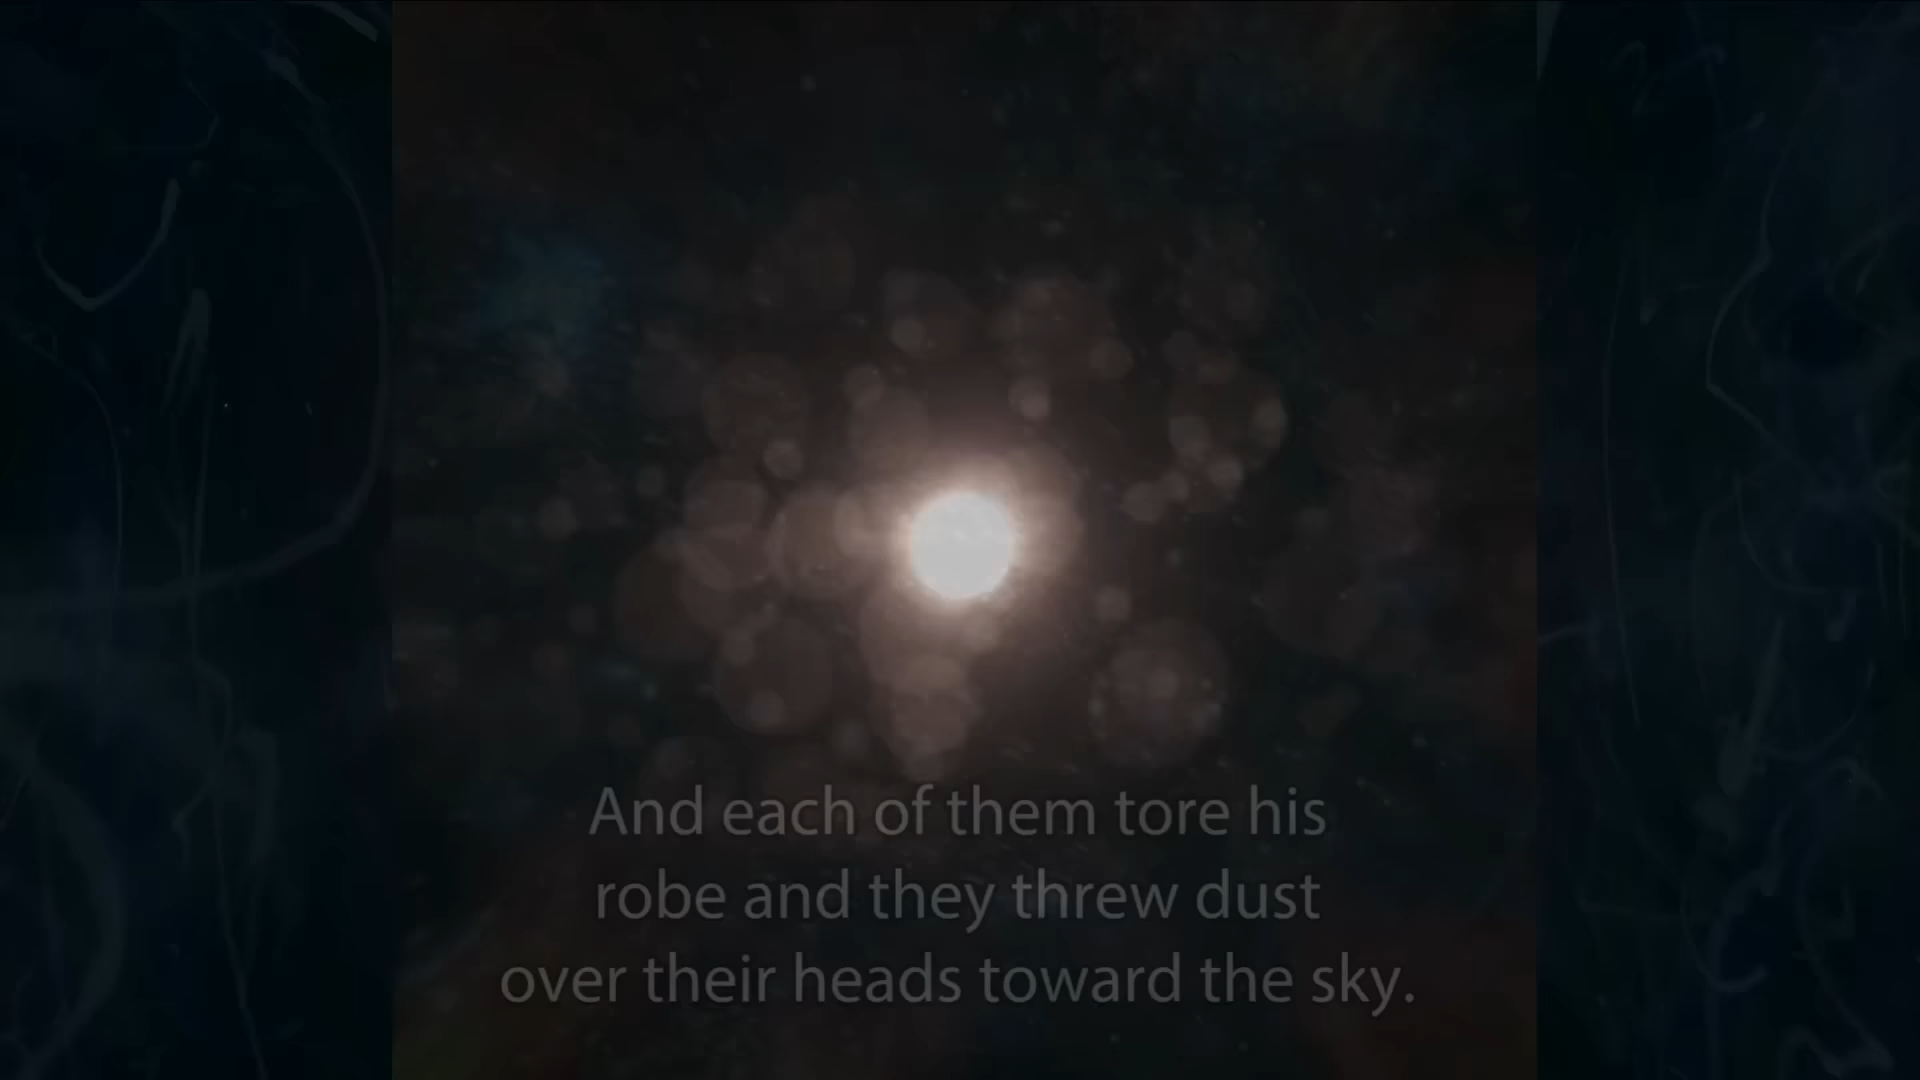 And each of them tore his
robe and they threw dust
over their heads toward the sky.